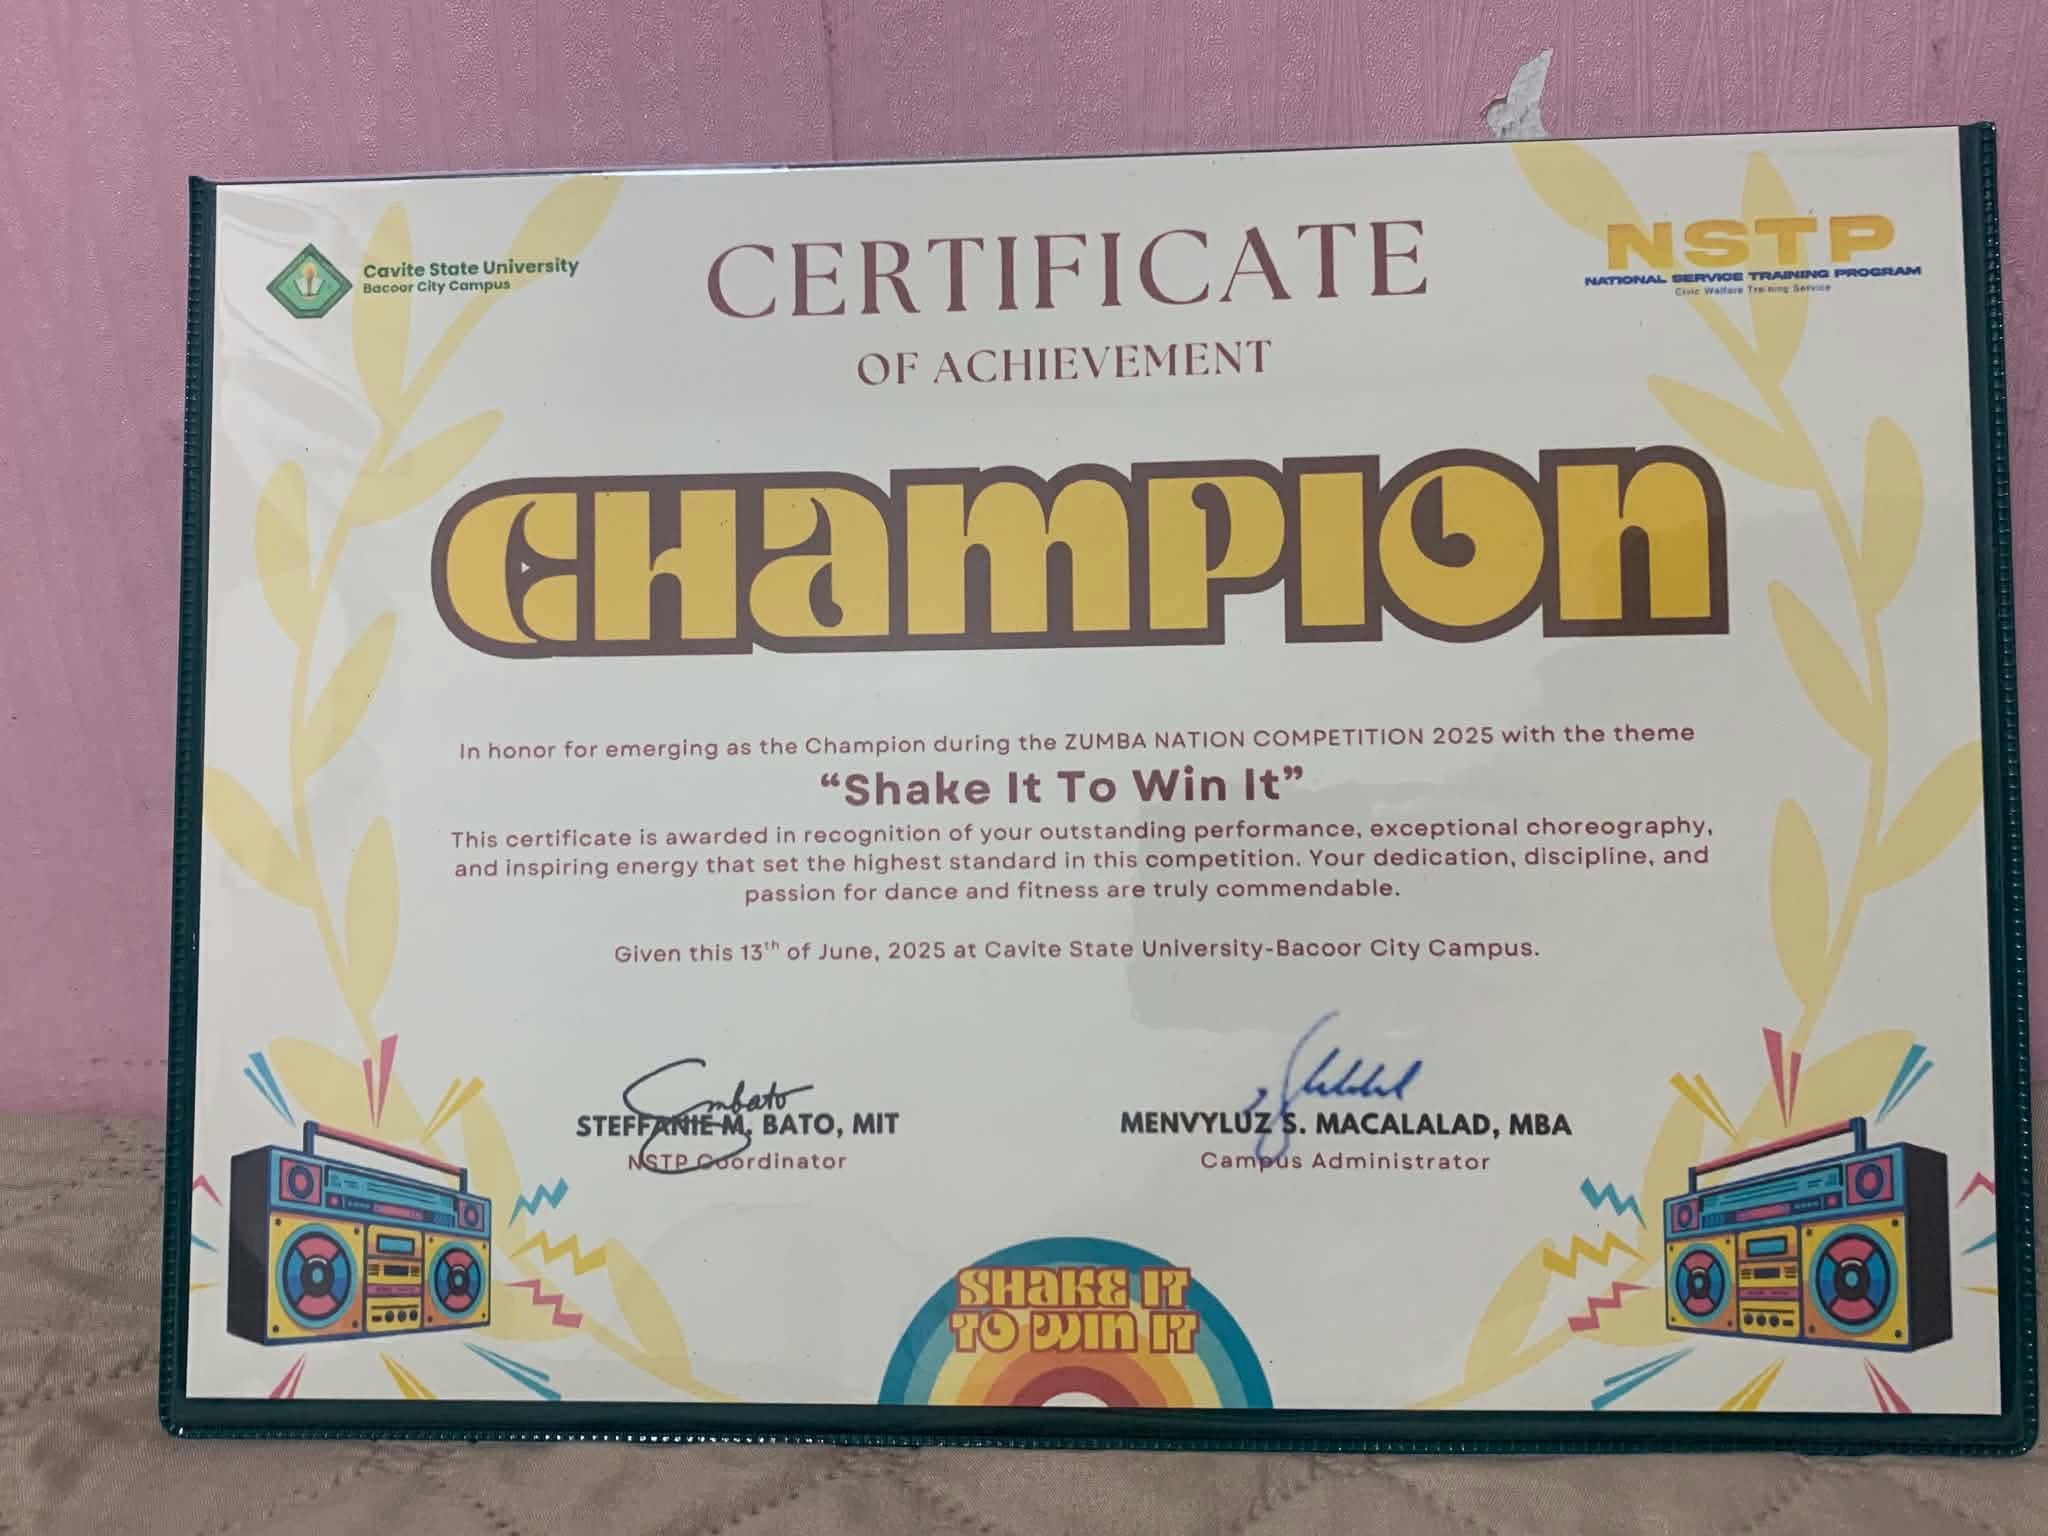 Cavite State University
Bacoor City Campus
NSTP
NATIONAL SERVICE TRAINING PROGRAM
Civic Welfare Training Service
CERTIFICATE
OF ACHIEVEMENT
CHAMPION
In honor for emerging as the Champion during the ZUMBA NATION COMPETITION 2025 with the theme
“Shake It To Win It”
This certificate is awarded in recognition of your outstanding performance, exceptional choreography,
and inspiring energy that set the highest standard in this competition. Your dedication, discipline, and
passion for dance and fitness are truly commendable.
Given this 13th of June, 2025 at Cavite State University-Bacoor City Campus.
STEFFANIE M. BATO, MIT
NSTP Coordinator
MENVYLUZ S. MACALALAD, MBA
Campus Administrator
SHAKE IT
TO WIN IT